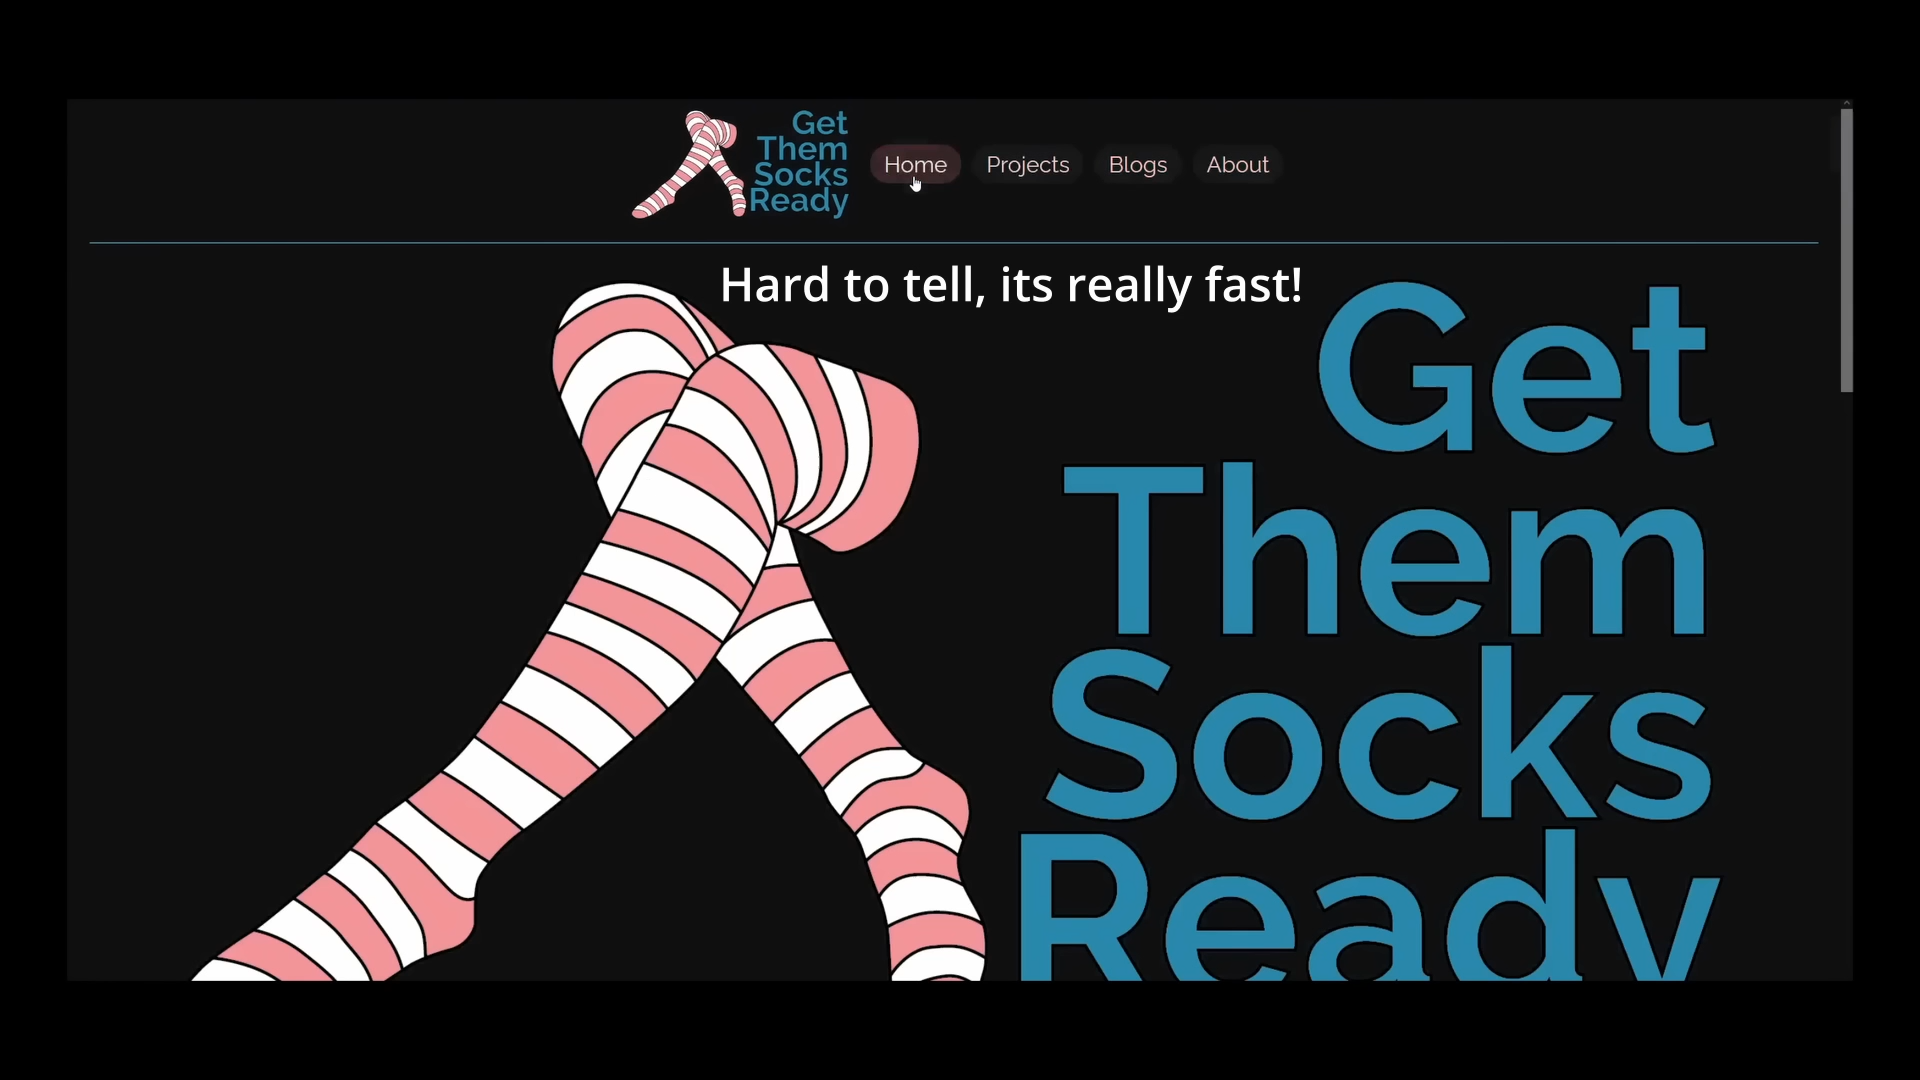 Get
Them
Socks
Ready
Home
Projects
Blogs
About
Hard to tell, its really fast!
Get
Them
Socks
Ready